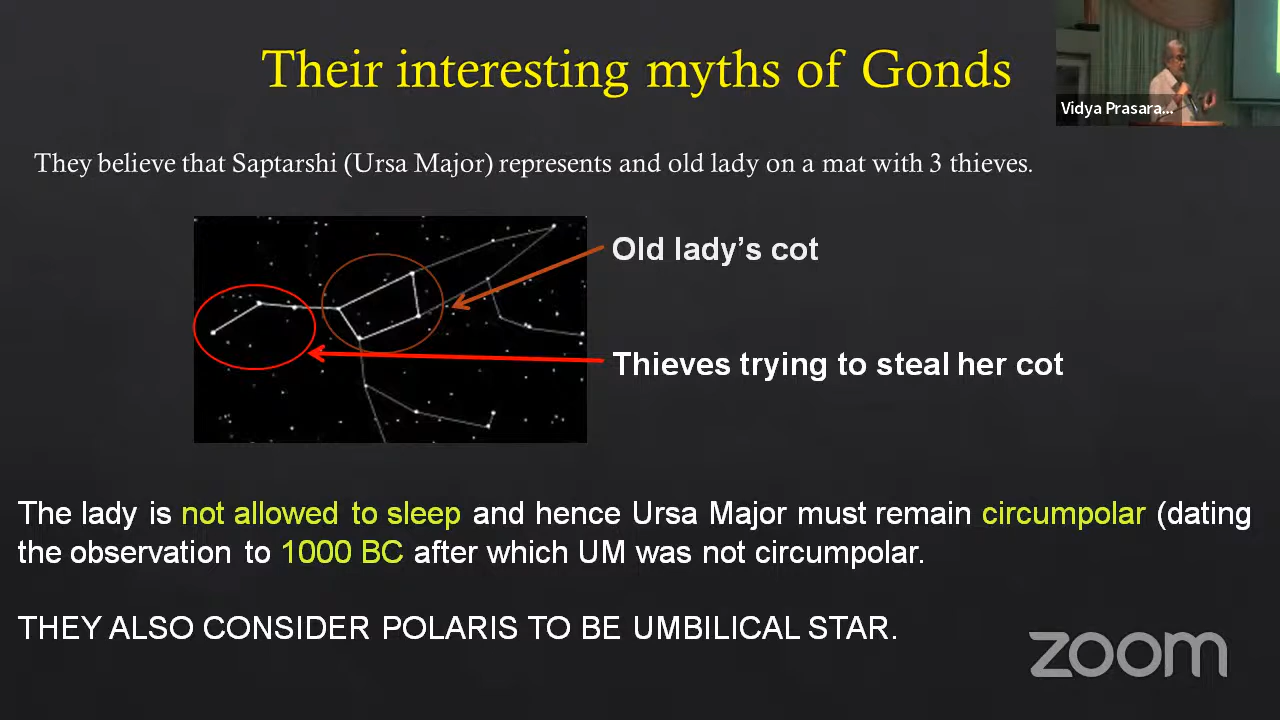 Their interesting myths of Gonds
Vidya Prasara...
They believe that Saptarshi (Ursa Major) represents and old lady on a mat with 3 thieves.
Old lady’s cot
Thieves trying to steal her cot
The lady is not allowed to sleep and hence Ursa Major must remain circumpolar (dating
the observation to 1000 BC after which UM was not circumpolar.
THEY ALSO CONSIDER POLARIS TO BE UMBILICAL STAR.
zoom